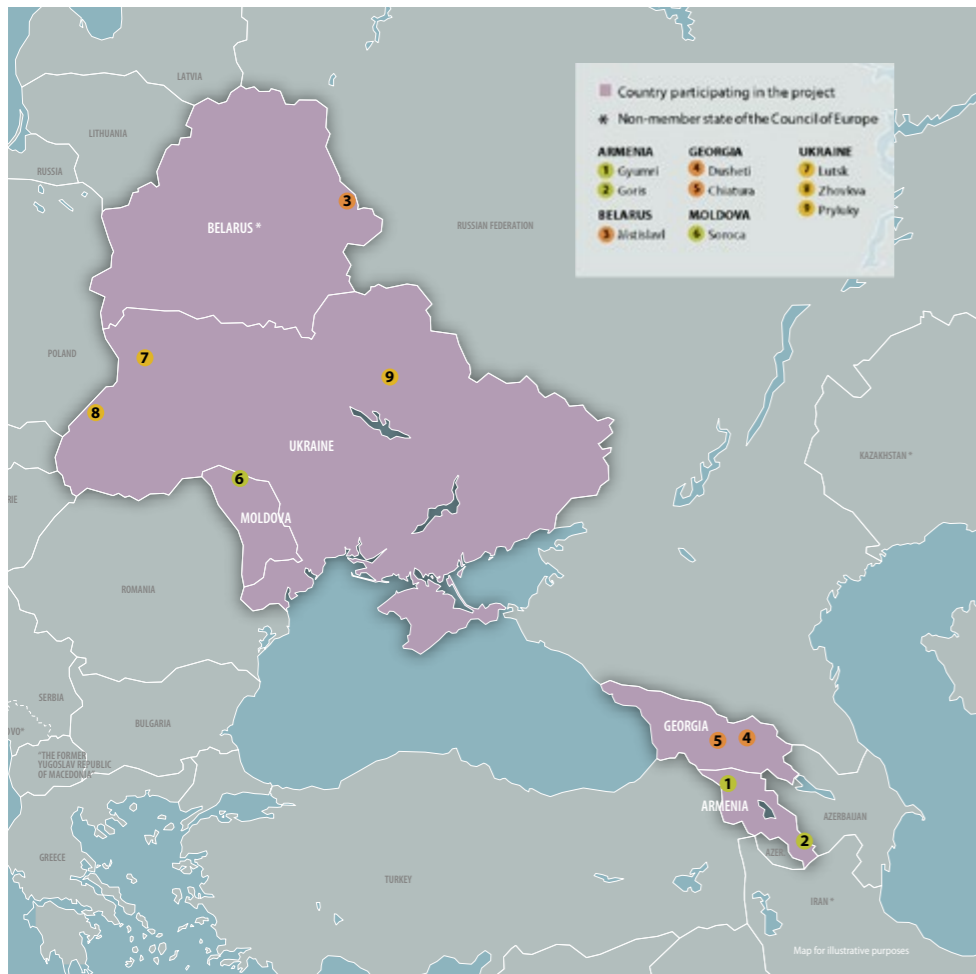 LATVIA
LITHUANIA
RUSSIA
BELARUS *
3
RUSSIAN FEDERATION
Country participating in the project
* Non-member state of the Council of Europe
ARMENIA
1 Gyumri
2 Goris
BELARUS
3 Mstislavl
GEORGIA
4 Dusheti
5 Chiatura
MOLDOVA
6 Soroca
UKRAINE
7 Lutsk
8 Zhovkva
9 Pryluky
POLAND
7
9
8
UKRAINE
KAZAKHSTAN *
6
MOLDOVA
RIE
ROMANIA
SERBIA
VO*
BULGARIA
"THE FORMER
YUGOSLAV REPUBLIC
OF MACEDONIA"
GEORGIA
5
4
1
ARMENIA
AZERBAIJAN
2
AZER.
GREECE
TURKEY
IRAN *
Map for illustrative purposes